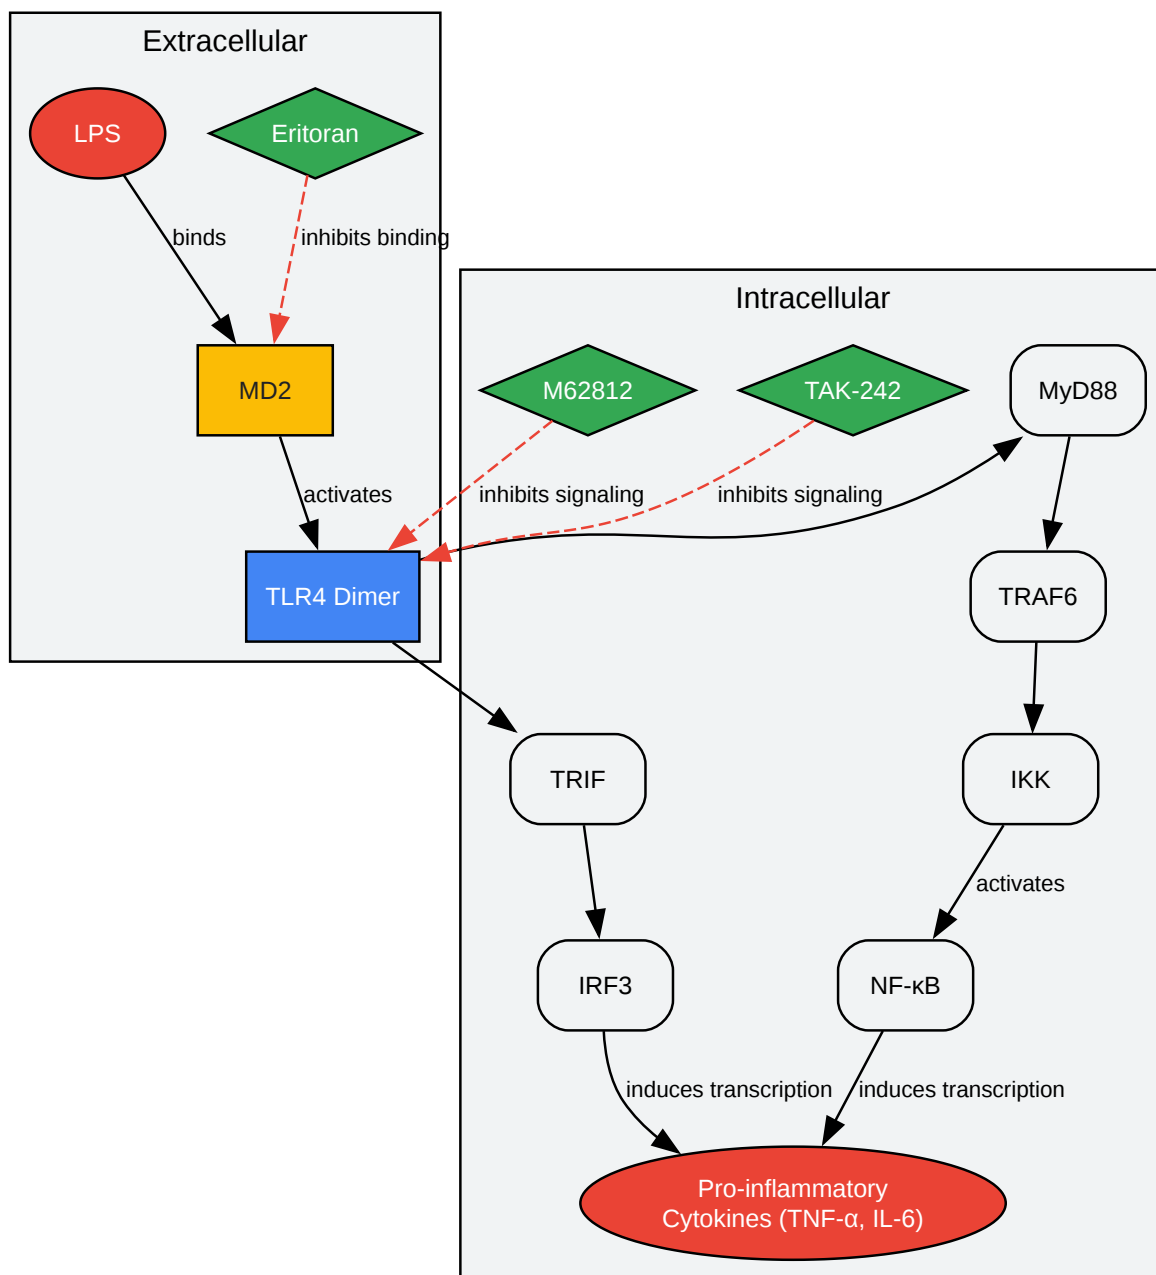 Extracellular
LPS
Eritoran
binds
inhibits binding
Intracellular
MD2
M62812
TAK-242
MyD88
activates
inhibits signaling
inhibits signaling
TLR4 Dimer
TRAF6
TRIF
IKK
activates
IRF3
NF-κB
induces transcription
induces transcription
Pro-inflammatory
Cytokines (TNF-α, IL-6)